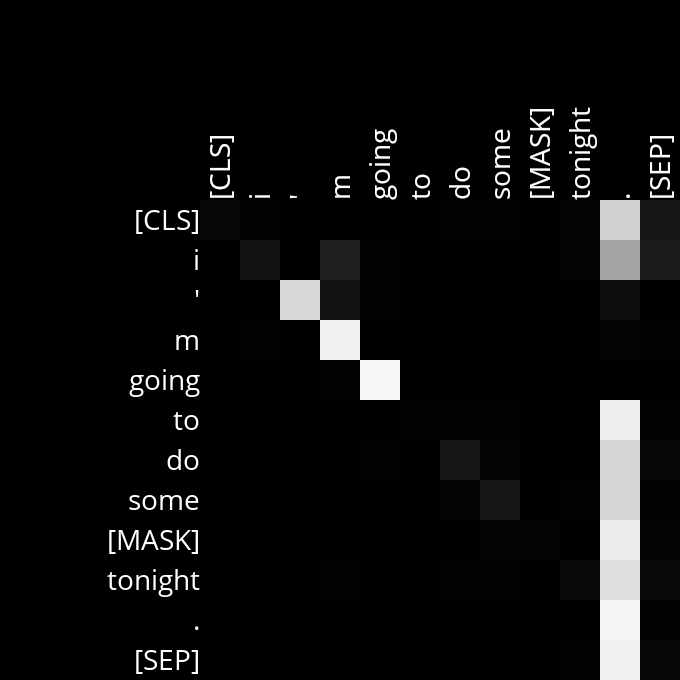 [CLS] i ' m going to do some [MASK] tonight . [SEP]
[CLS]
i
'
m
going
to
do
some
[MASK]
tonight
.
[SEP]